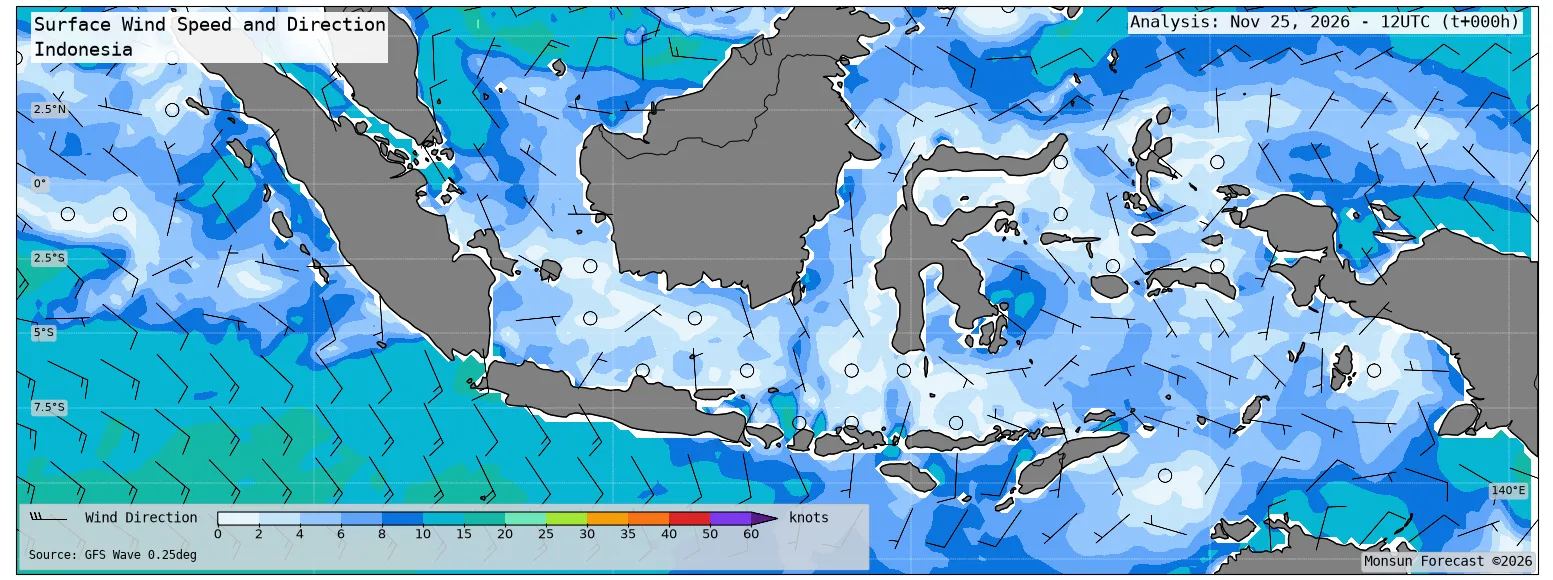 Surface Wind Speed and Direction
Indonesia
Analysis: Nov 25, 2026 - 12UTC (t+000h)
2.5°N
0°
2.5°S
5°S
7.5°S
140°E
Wind Direction
0 2 4 6 8 10 15 20 25 30 35 40 50 60
knots
Source: GFS Wave 0.25deg
Monsun Forecast ©2026